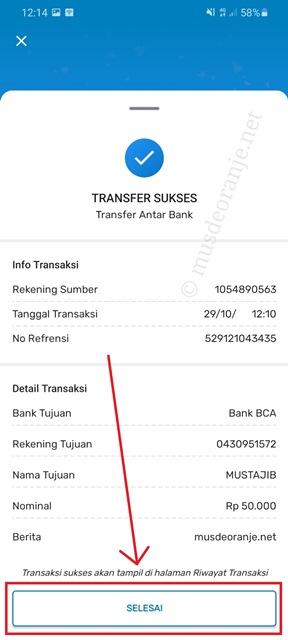 12:14 58%
TRANSFER SUKSES
Transfer Antar Bank
© musdeoranje.net
Info Transaksi
Rekening Sumber 1054890563
Tanggal Transaksi 29/10/ 12:10
No Refrensi 529121043435
Detail Transaksi
Bank Tujuan Bank BCA
Rekening Tujuan 0430951572
Nama Tujuan MUSTAJIB
Nominal Rp 50.000
Berita musdeoranje.net
Transaksi sukses akan tampil di halaman Riwayat Transaksi
SELESAI